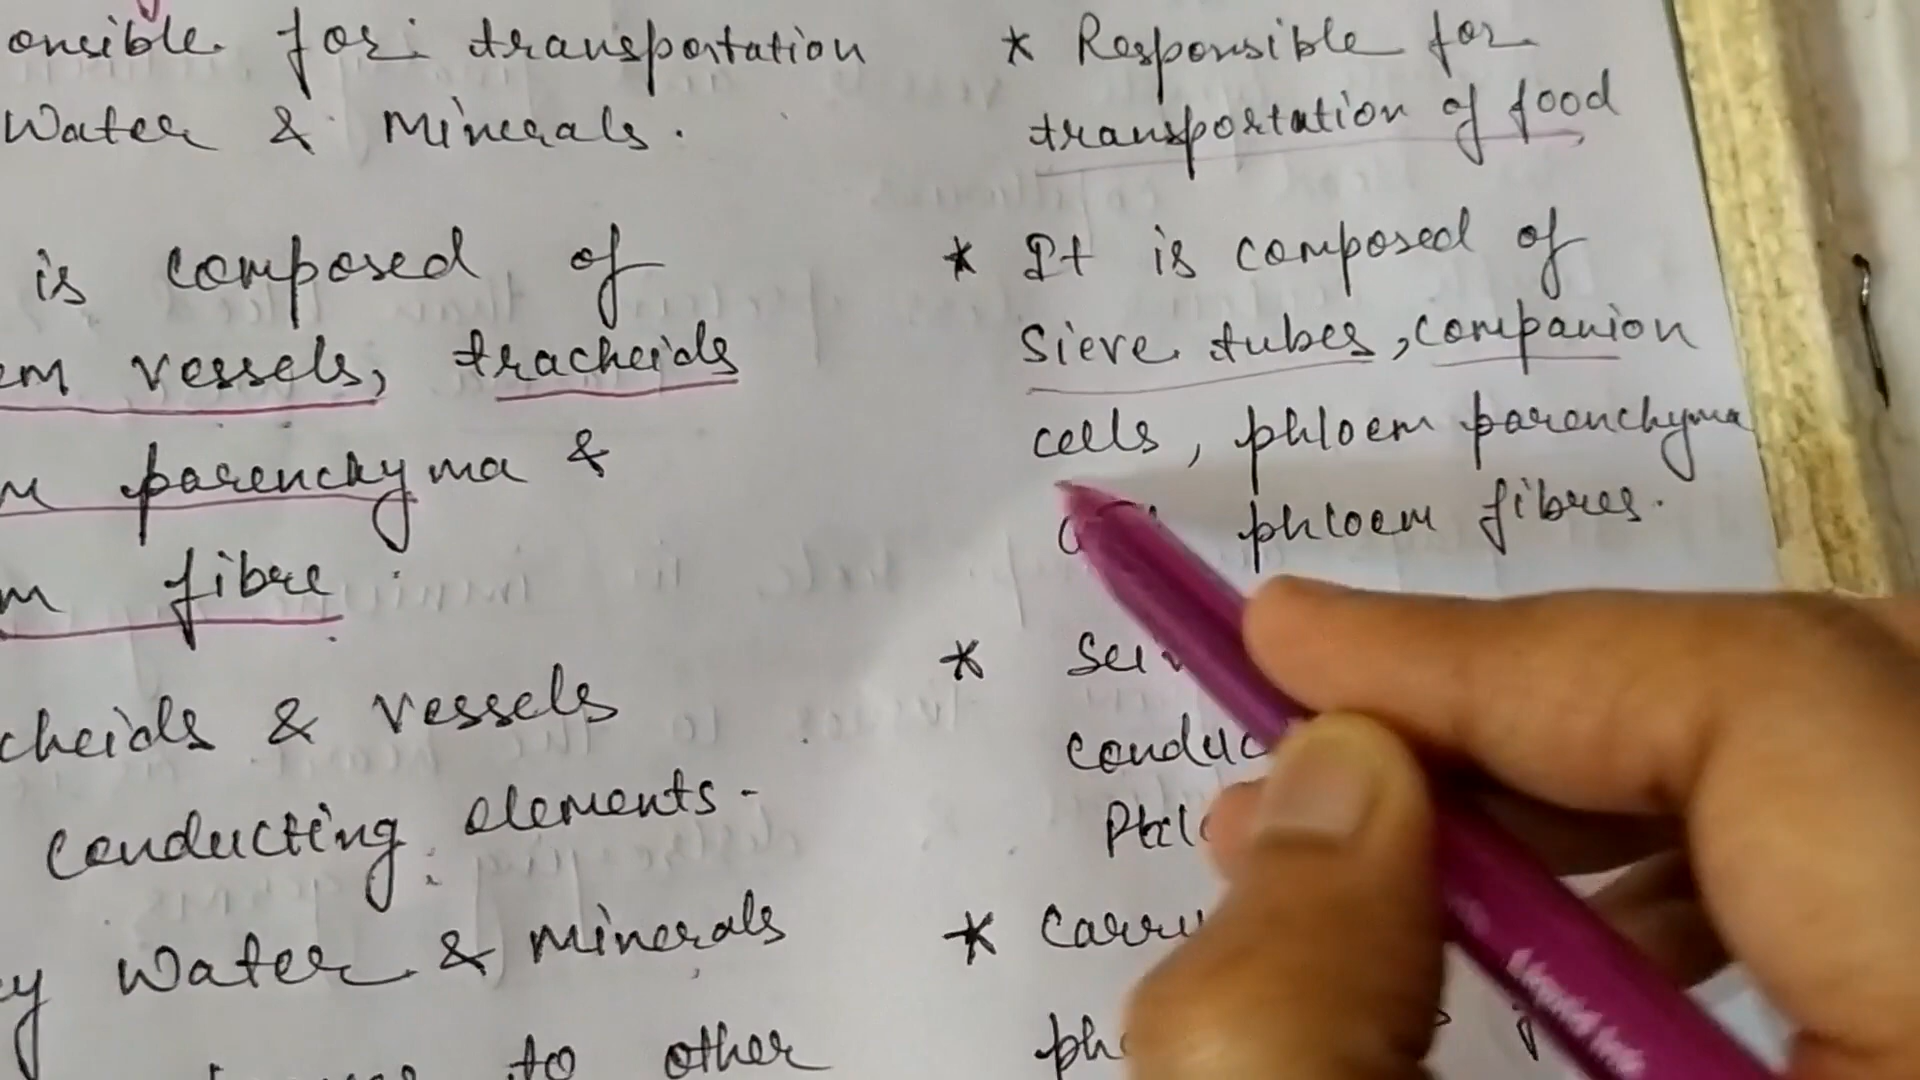 onsible for transportation
Water & Minerals.
is composed of
em vessels, tracheids
m parenchyma &
m fibre
cheids & vessels
conducting elements-
y water & minerals
to other
* Responsible for
transportation of food
* It is composed of
Sieve tubes, companion
cells, phloem parenchyma
phloem fibres.
*
conduc
* Carry